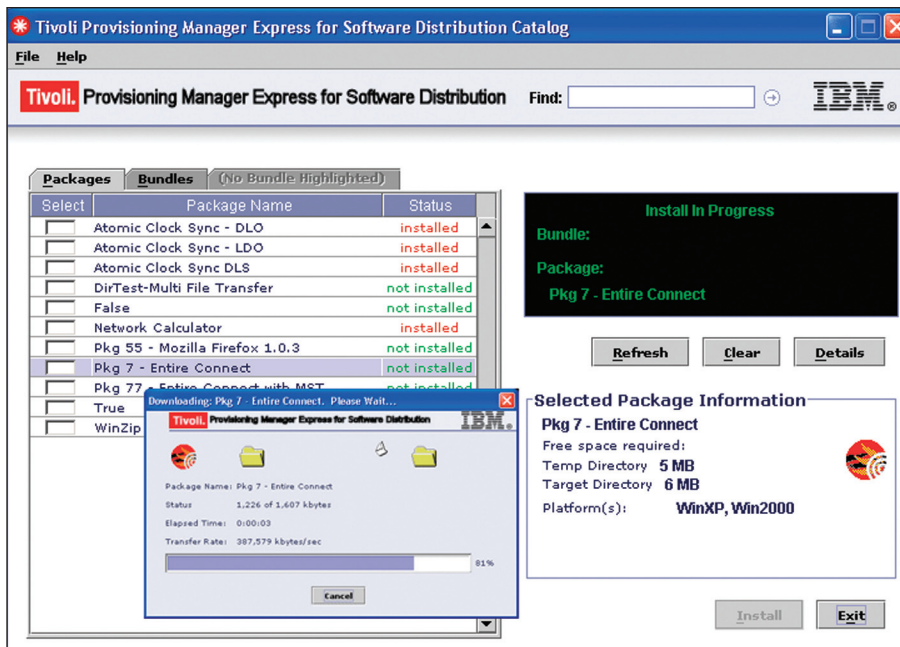 Tivoli Provisioning Manager Express for Software Distribution Catalog
File Help
Tivoli. Provisioning Manager Express for Software Distribution Find: IBM®
Packages Bundles (No Bundle Highlighted)
Select Package Name Status
Atomic Clock Sync - DLO installed
Atomic Clock Sync - LDO installed
Atomic Clock Sync DLS installed
DirTest-Multi File Transfer not installed
False not installed
Network Calculator installed
Pkg 55 - Mozilla Firefox 1.0.3 not installed
Pkg 7 - Entire Connect not installed
Pkg 77 - Entire Connect with MST not installed
True
WinZip
Install In Progress
Bundle:
Package:
Pkg 7 - Entire Connect
Refresh Clear Details
Selected Package Information
Pkg 7 - Entire Connect
Free space required:
Temp Directory 5 MB
Target Directory 6 MB
Platform(s): WinXP, Win2000
Install Exit
Downloading: Pkg 7 - Entire Connect. Please Wait...
Tivoli. Provisioning Manager Express for Software Distribution IBM®
Package Name: Pkg 7 - Entire Connect
Status 1,226 of 1,607 kbytes
Elapsed Time: 0:00:03
Transfer Rate: 387,579 kbytes/sec
81%
Cancel